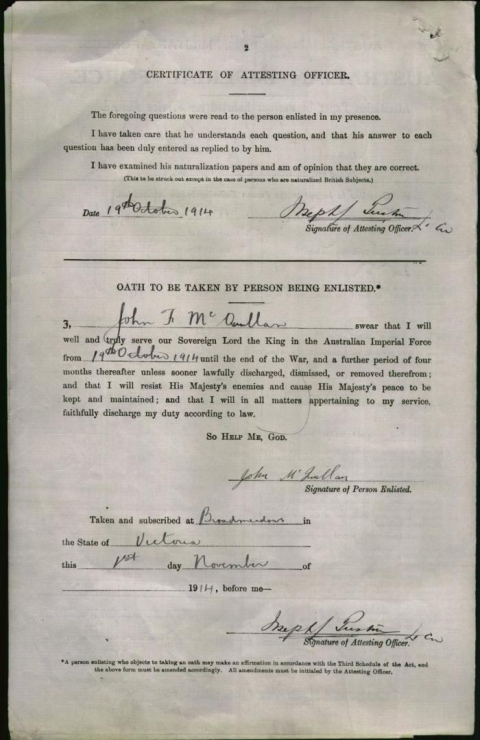 2
CERTIFICATE OF ATTESTING OFFICER.
The foregoing questions were read to the person enlisted in my presence.
I have taken care that he understands each question, and that his answer to each
question has been duly entered as replied to by him.
I have examined his naturalization papers and am of opinion that they are correct.
(This to be struck out except in the case of persons who are naturalized British Subjects.)
Date 19th October 1914
Signature of Attesting Officer.
OATH TO BE TAKEN BY PERSON BEING ENLISTED.*
3, John F McQuillan swear that I will
well and truly serve our Sovereign Lord the King in the Australian Imperial Force
from 19th October 1914 until the end of the War, and a further period of four
months thereafter unless sooner lawfully discharged, dismissed, or removed therefrom;
and that I will resist His Majesty's enemies and cause His Majesty's peace to be
kept and maintained; and that I will in all matters appertaining to my service,
faithfully discharge my duty according to law.
SO HELP ME, GOD.
John McQuillan
Signature of Person Enlisted.
Taken and subscribed at Broadmeadows in
the State of Victoria
this 1st day November of
1914, before me—
Signature of Attesting Officer.
*A person enlisting who objects to taking an oath may make an affirmation in accordance with the Third Schedule of the Act, and
the above form must be amended accordingly. All amendments must be initialed by the Attesting Officer.